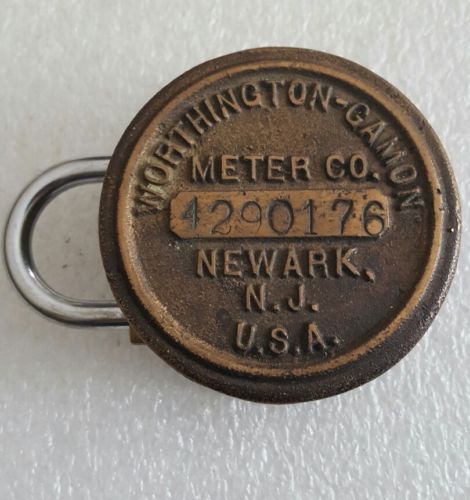 WORTHINGTON-GAMON
METER CO.
4290176
NEWARK,
N.J.
U.S.A.